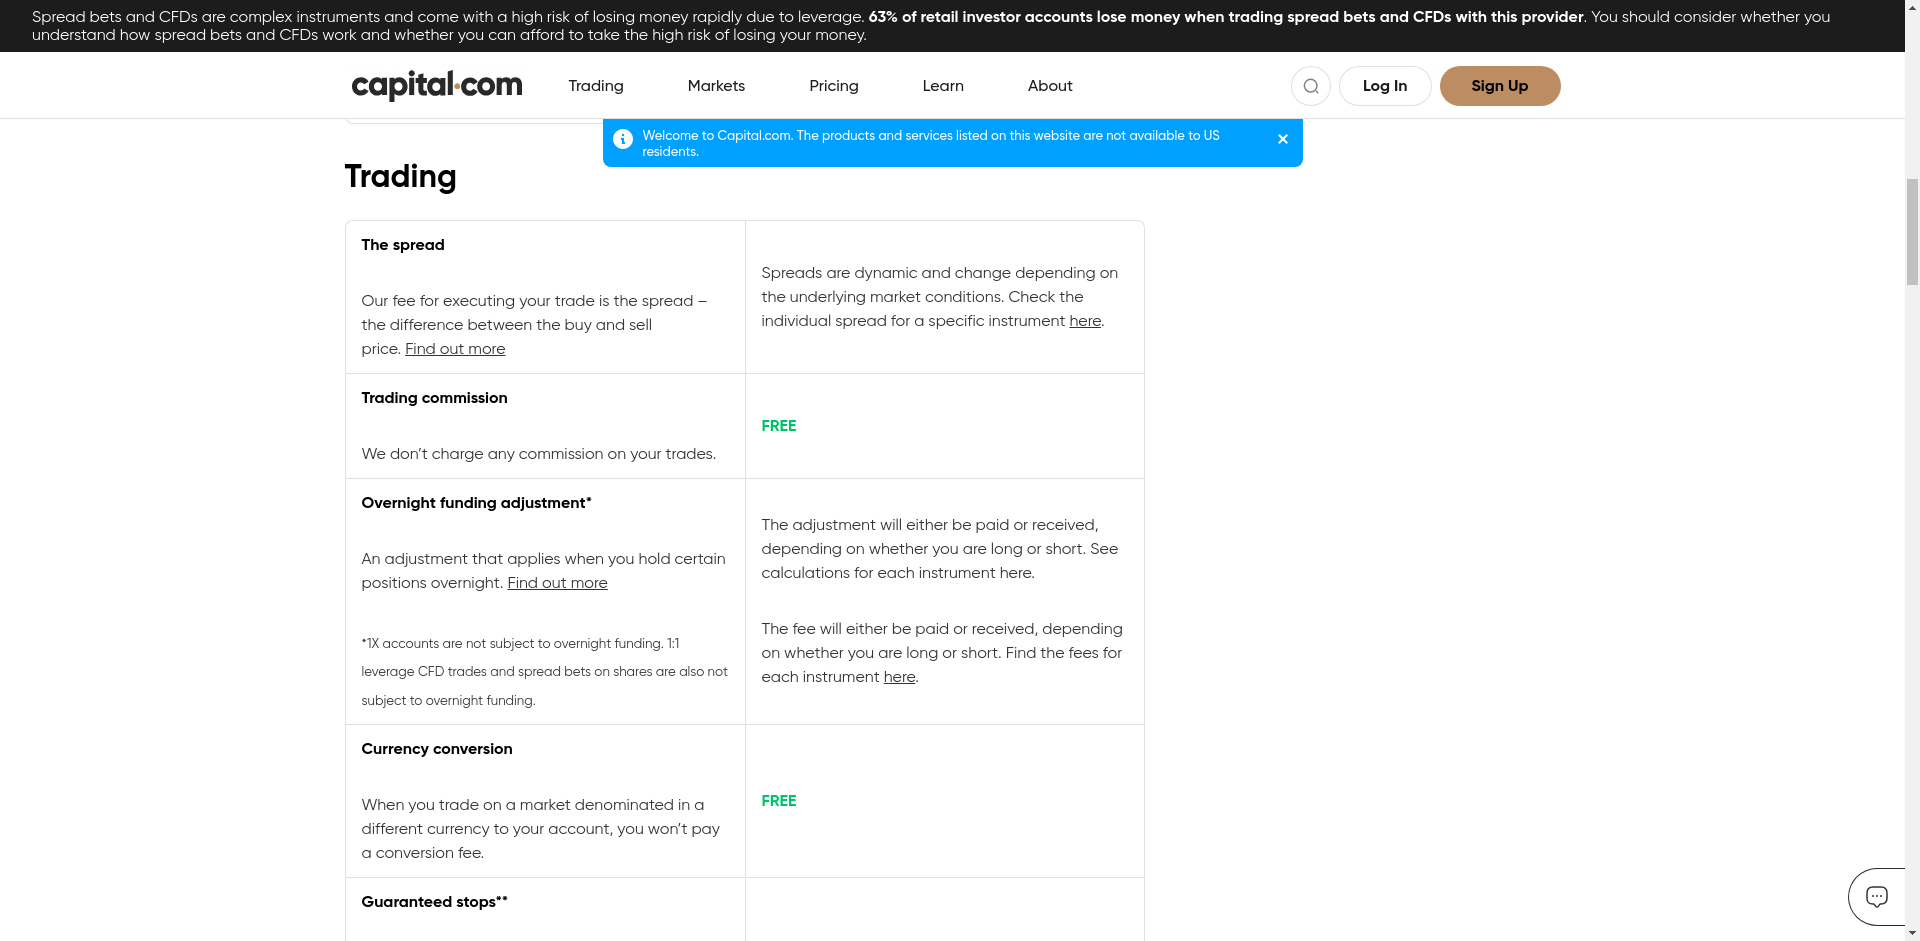 Spread bets and CFDs are complex instruments and come with a high risk of losing money rapidly due to leverage. 63% of retail investor accounts lose money when trading spread bets and CFDs with this provider. You should consider whether you
understand how spread bets and CFDs work and whether you can afford to take the high risk of losing your money.
capital.com
Trading
Markets
Pricing
Learn
About
Log In
Sign Up
Welcome to Capital.com. The products and services listed on this website are not available to US
residents.
Trading
The spread
Our fee for executing your trade is the spread –
the difference between the buy and sell
price. Find out more
Spreads are dynamic and change depending on
the underlying market conditions. Check the
individual spread for a specific instrument here.
Trading commission
We don’t charge any commission on your trades.
FREE
Overnight funding adjustment*
An adjustment that applies when you hold certain
positions overnight. Find out more
*1X accounts are not subject to overnight funding. 1:1
leverage CFD trades and spread bets on shares are also not
subject to overnight funding.
The adjustment will either be paid or received,
depending on whether you are long or short. See
calculations for each instrument here.
The fee will either be paid or received, depending
on whether you are long or short. Find the fees for
each instrument here.
Currency conversion
When you trade on a market denominated in a
different currency to your account, you won’t pay
a conversion fee.
FREE
Guaranteed stops**